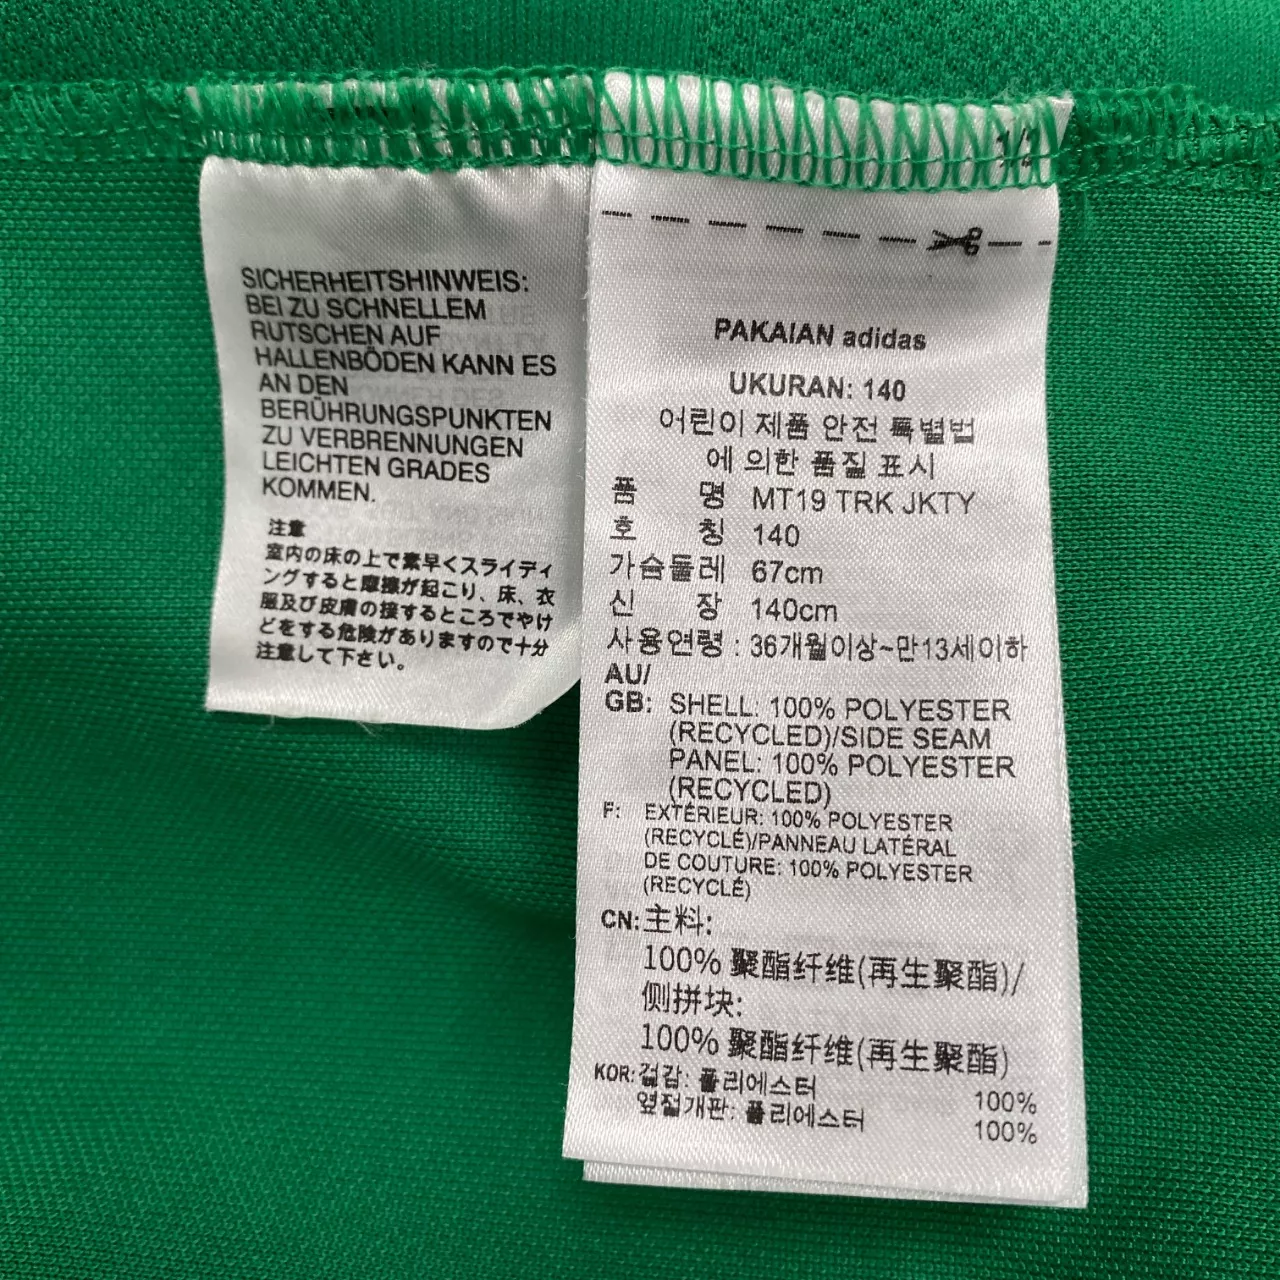 SICHERHEITSHINWEIS:
BEI ZU SCHNELLEM
RUTSCHEN AUF
HALLENBÖDEN KANN ES
AN DEN
BERÜHRUNGSPUNKTEN
ZU VERBRENNUNGEN
LEICHTEN GRADES
KOMMEN.
注意
室内の床の上で素早くスライディ
ングすると摩擦が起こり、床、衣
服及び皮膚の接するところでやけ
どをする危険がありますので十分
注意して下さい。
1/1
PAKAIAN adidas
UKURAN: 140
어린이 제품 안전 특별법
에 의한 품질 표시
품 명 MT19 TRK JKTY
호 칭 140
가슴둘레 67cm
신 장 140cm
사용연령 : 36개월이상~만13세이하
AU/
GB: SHELL: 100% POLYESTER
(RECYCLED)/SIDE SEAM
PANEL: 100% POLYESTER
(RECYCLED)
F: EXTÉRIEUR: 100% POLYESTER
(RECYCLÉ)/PANNEAU LATÉRAL
DE COUTURE: 100% POLYESTER
(RECYCLÉ)
CN: 主料:
100% 聚酯纤维(再生聚酯)/
侧拼块:
100% 聚酯纤维(再生聚酯)
KOR: 겉감: 폴리에스터 100%
옆절개판: 폴리에스터 100%